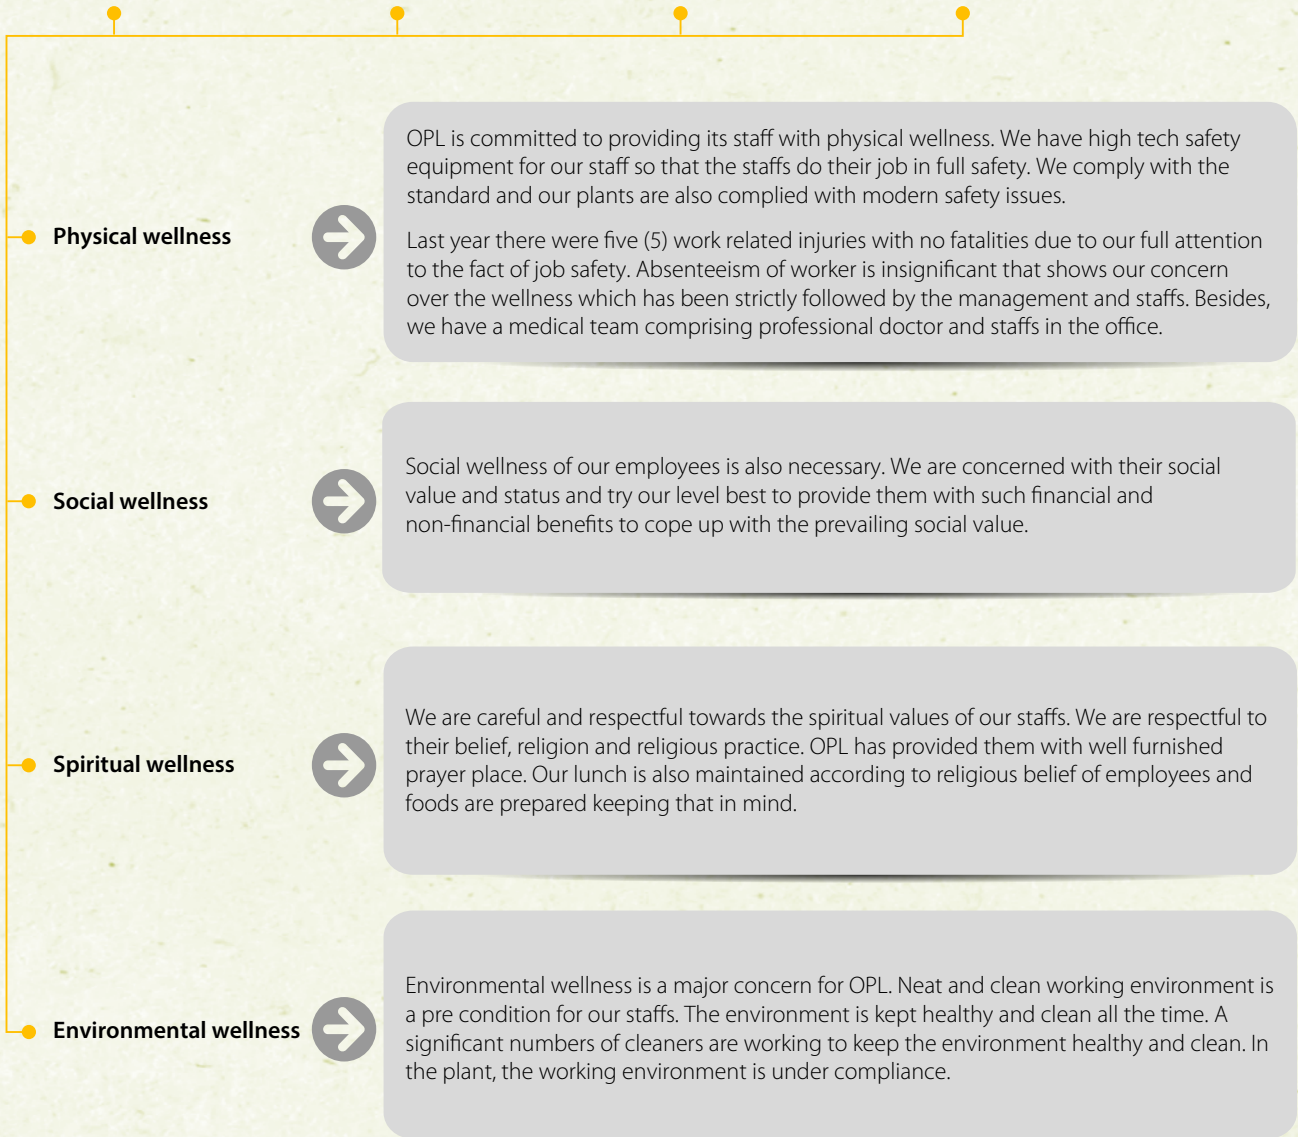 Physical wellness
OPL is committed to providing its staff with physical wellness. We have high tech safety
equipment for our staff so that the staffs do their job in full safety. We comply with the
standard and our plants are also complied with modern safety issues.
Last year there were five (5) work related injuries with no fatalities due to our full attention
to the fact of job safety. Absenteeism of worker is insignificant that shows our concern
over the wellness which has been strictly followed by the management and staffs. Besides,
we have a medical team comprising professional doctor and staffs in the office.
Social wellness
Social wellness of our employees is also necessary. We are concerned with their social
value and status and try our level best to provide them with such financial and
non-financial benefits to cope up with the prevailing social value.
Spiritual wellness
We are careful and respectful towards the spiritual values of our staffs. We are respectful to
their belief, religion and religious practice. OPL has provided them with well furnished
prayer place. Our lunch is also maintained according to religious belief of employees and
foods are prepared keeping that in mind.
Environmental wellness
Environmental wellness is a major concern for OPL. Neat and clean working environment is
a pre condition for our staffs. The environment is kept healthy and clean all the time. A
significant numbers of cleaners are working to keep the environment healthy and clean. In
the plant, the working environment is under compliance.